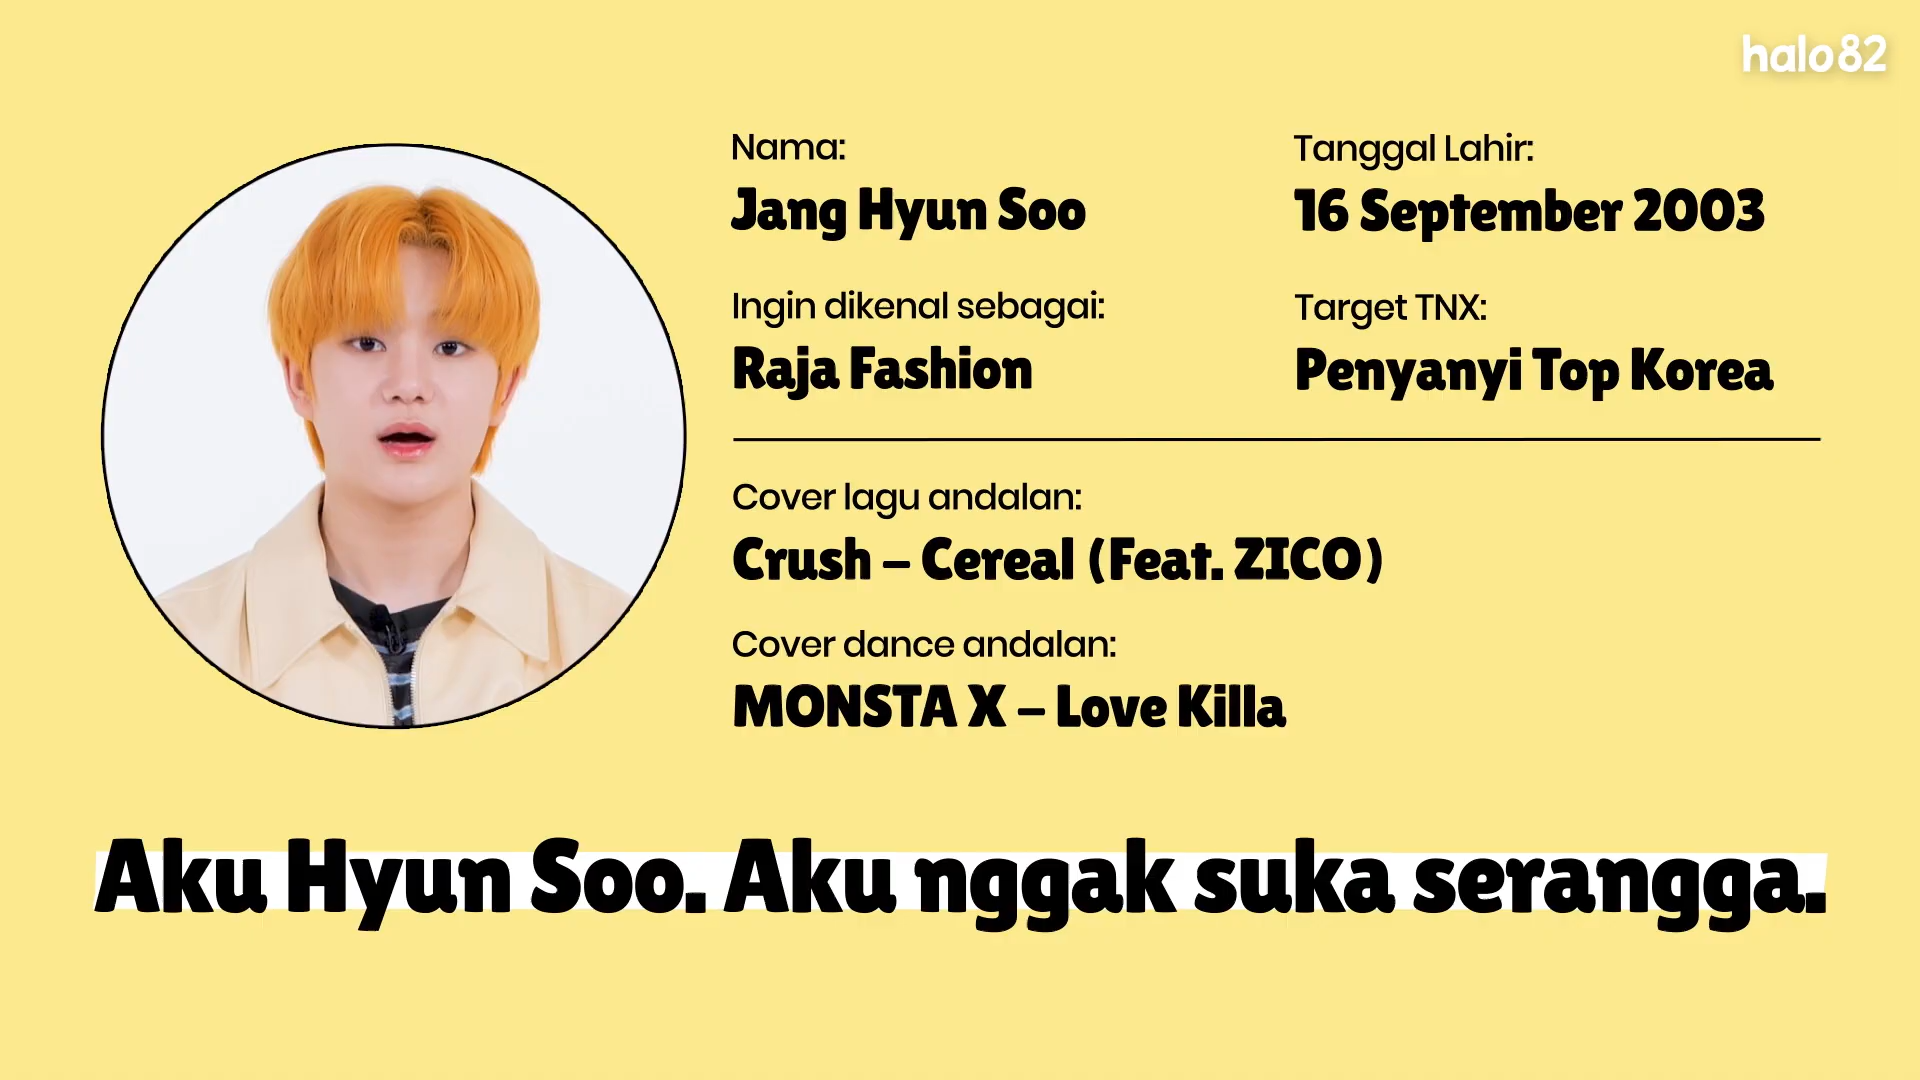 halo82
Nama:
Jang Hyun Soo
Tanggal Lahir:
16 September 2003
Ingin dikenal sebagai:
Raja Fashion
Target TNX:
Penyanyi Top Korea
Cover lagu andalan:
Crush – Cereal (Feat. ZICO)
Cover dance andalan:
MONSTA X – Love Killa
Aku Hyun Soo. Aku nggak suka serangga.